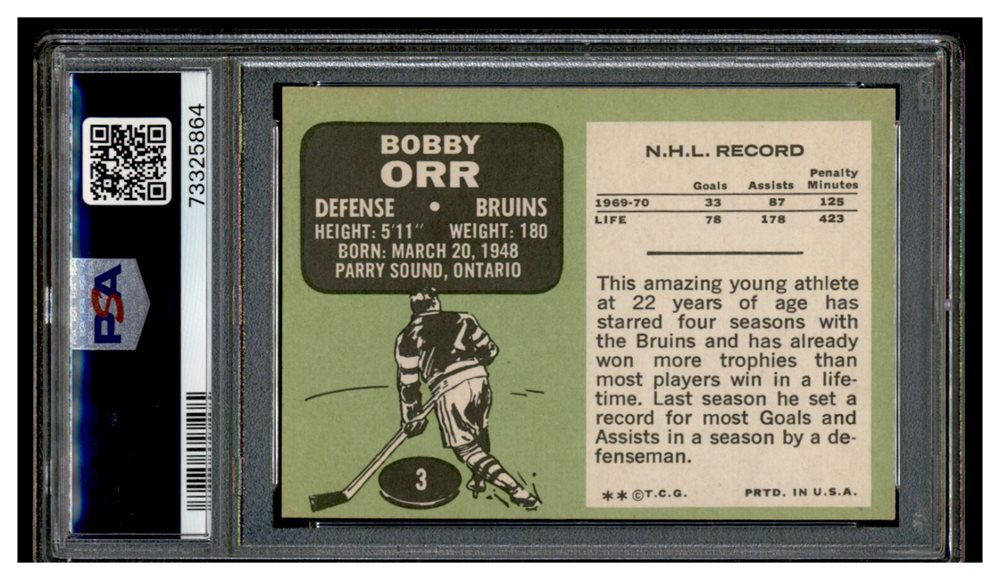 73325864
PSA
BOBBY
ORR
DEFENSE • BRUINS
HEIGHT: 5'11" WEIGHT: 180
BORN: MARCH 20, 1948
PARRY SOUND, ONTARIO
3
N.H.L. RECORD
Goals Assists Penalty Minutes
1969-70 33 87 125
LIFE 78 178 423
This amazing young athlete
at 22 years of age has
starred four seasons with
the Bruins and has already
won more trophies than
most players win in a life-
time. Last season he set a
record for most Goals and
Assists in a season by a de-
fenseman.
**©T.C.G. PRTD. IN U.S.A.